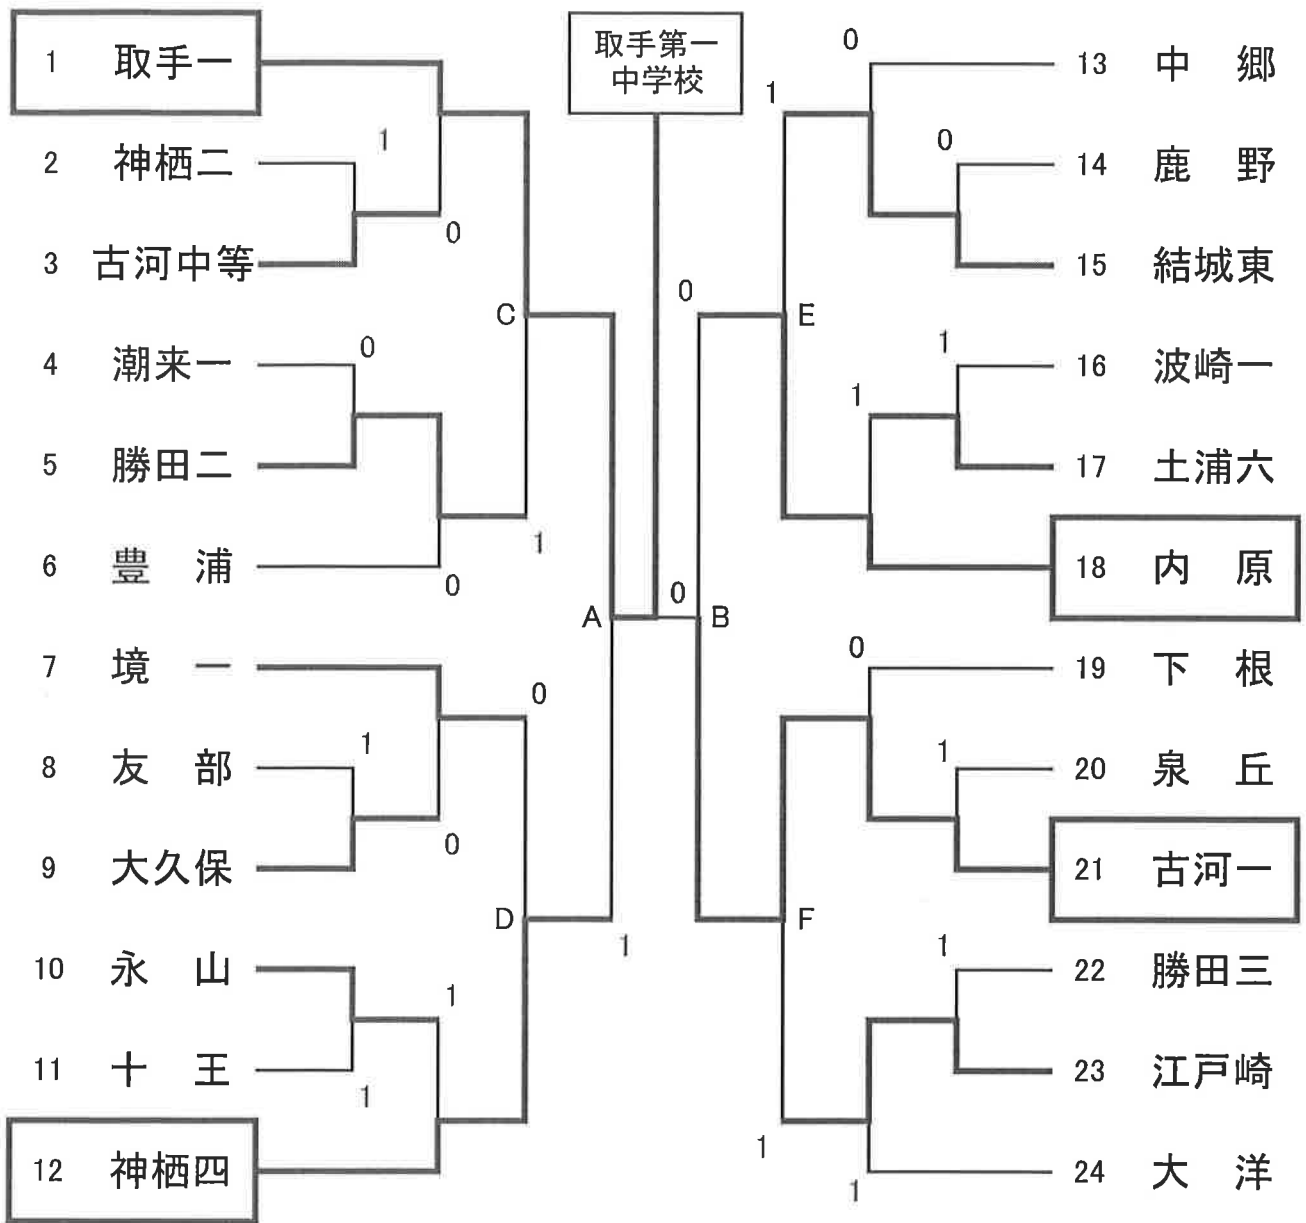 1 取手一
2 神栖二
3 古河中等
4 潮来一
5 勝田二
6 豊 浦
7 境 一
8 友 部
9 大久保
10 永 山
11 十 王
12 神栖四
1
0
C
0
1
0
0
1
0
D
1
1
1
取手第一
中学校
0
0
A
B
0
1
0
E
1
1
0
1
F
1
1
1
13 中 郷
14 鹿 野
15 結城東
16 波崎一
17 土浦六
18 内 原
19 下 根
20 泉 丘
21 古河一
22 勝田三
23 江戸崎
24 大 洋